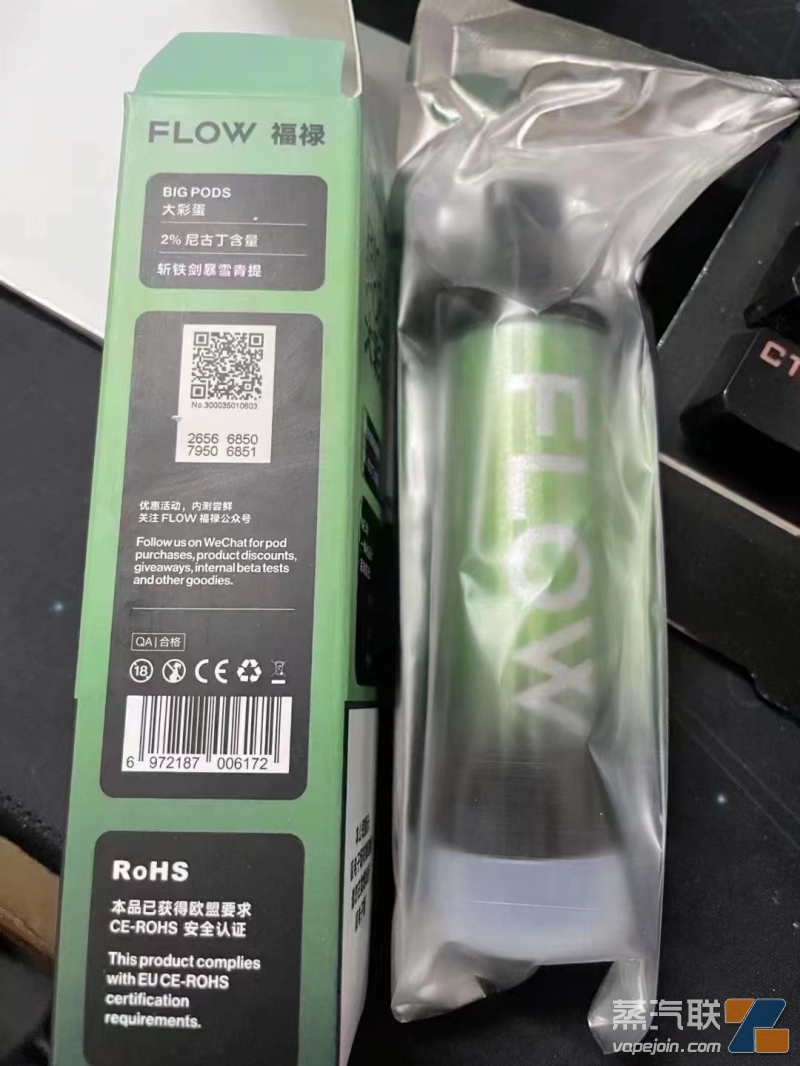 FLOW 福禄
BIG PODS
大彩蛋
2% 尼古丁含量
斩铁剑暴雪青提
No.300035010603
2656 6850
7950 6851
优惠活动，内测尝鲜
关注 FLOW 福禄公众号
Follow us on WeChat for pod
purchases, product discounts,
giveaways, internal beta tests
and other goodies.
QA|合格
18
CE
6 972187 006172
RoHS
本品已获得欧盟要求
CE-ROHS 安全认证
This product complies
with EU CE-ROHS
certification
requirements.
FLOW
CT
蒸汽联
vapejoin.com